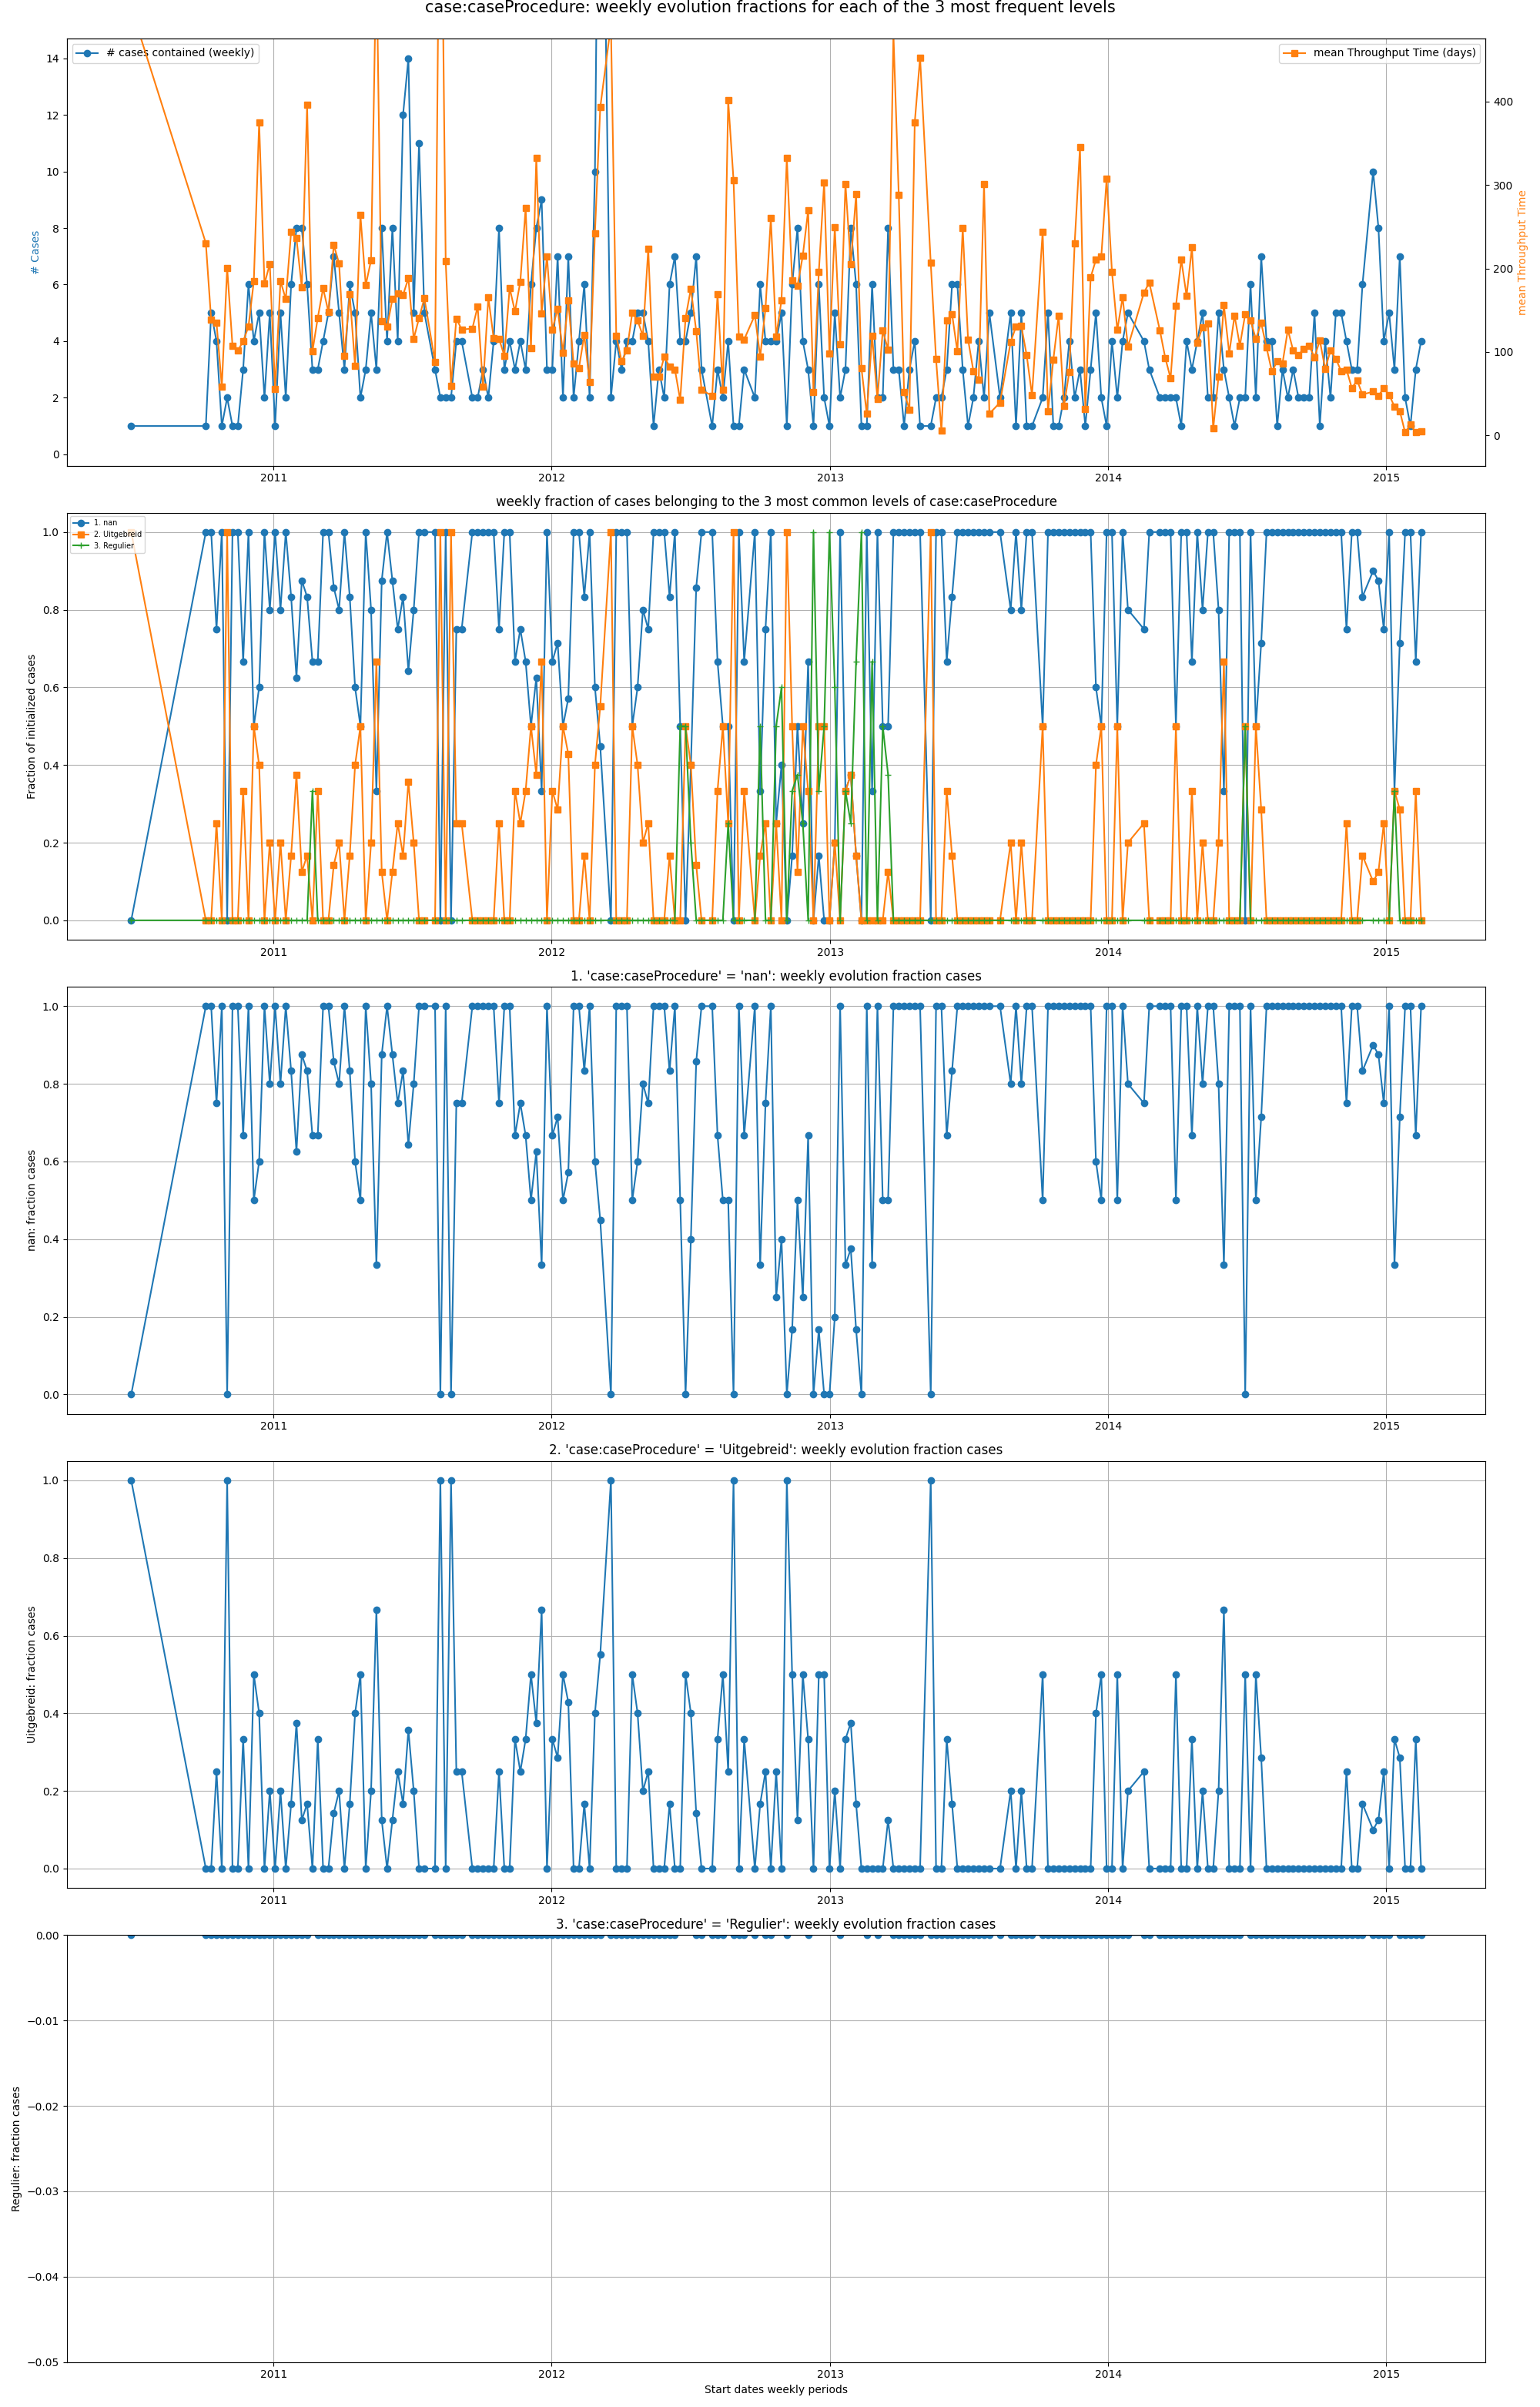 case:caseProcedure: weekly evolution fractions for each of the 3 most frequent levels
# cases contained (weekly)
mean Throughput Time (days)
# Cases
mean Throughput Time
14
12
10
8
6
4
2
0
400
300
200
100
0
2011 2012 2013 2014 2015
weekly fraction of cases belonging to the 3 most common levels of case:caseProcedure
1. nan
2. Uitgebreid
3. Regulier
Fraction of initialized cases
1.0
0.8
0.6
0.4
0.2
0.0
2011 2012 2013 2014 2015
1. 'case:caseProcedure' = 'nan': weekly evolution fraction cases
nan: fraction cases
1.0
0.8
0.6
0.4
0.2
0.0
2011 2012 2013 2014 2015
2. 'case:caseProcedure' = 'Uitgebreid': weekly evolution fraction cases
Uitgebreid: fraction cases
1.0
0.8
0.6
0.4
0.2
0.0
2011 2012 2013 2014 2015
3. 'case:caseProcedure' = 'Regulier': weekly evolution fraction cases
Regulier: fraction cases
0.00
−0.01
−0.02
−0.03
−0.04
−0.05
2011 2012 2013 2014 2015
Start dates weekly periods